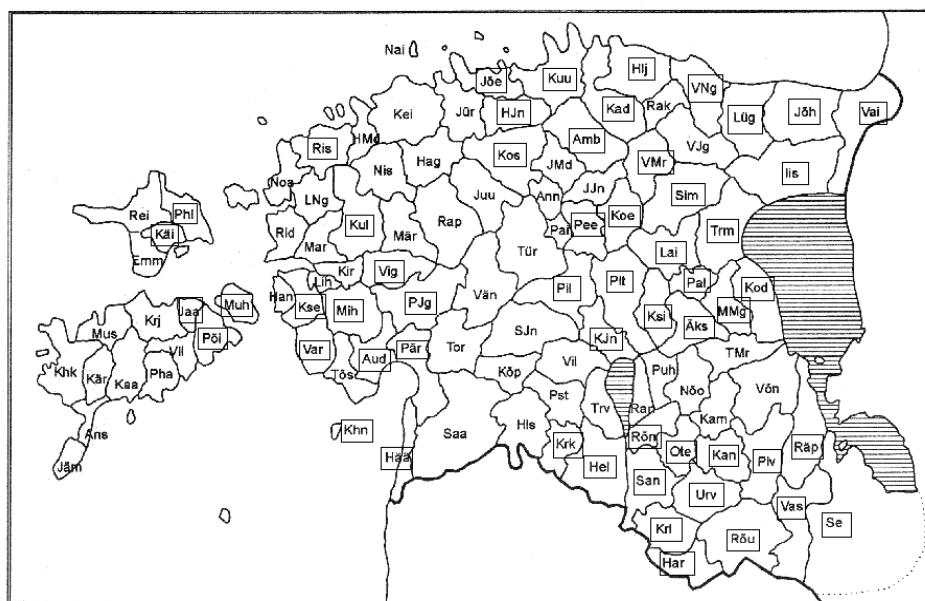 Nai
Jõe
Kuu
Hlj
VNg
Kei
Jür
HJn
Kad
Rak
Lüg
Jõh
Vai
Ris
HMd
Kos
Amb
VMr
VJg
Nis
Hag
JMd
Iis
Noa
LNg
Juu
Ann
JJn
Sim
Rei
Phl
Kul
Rap
Koe
Käi
Rid
Mar
Mär
Tür
Pai
Pee
Trm
Emm
Kir
Vig
Lai
Lih
Han
Kse
Mih
PJg
Vän
Pil
Plt
Pal
Kod
Muh
Jaa
Krj
Mus
Ksi
Äks
MMg
Põi
Var
Aud
Pär
Tor
SJn
KJn
Vll
Khk
Kär
Kaa
Pha
Tõs
Kõp
Vil
Puh
TMr
Nõo
Võn
Pst
Trv
Ran
Kam
Ans
Khn
Saa
Hls
Krk
Rõn
Ote
Kan
Plv
Räp
Jäm
Hää
Hel
San
Urv
Vas
Se
Krl
Rõu
Har